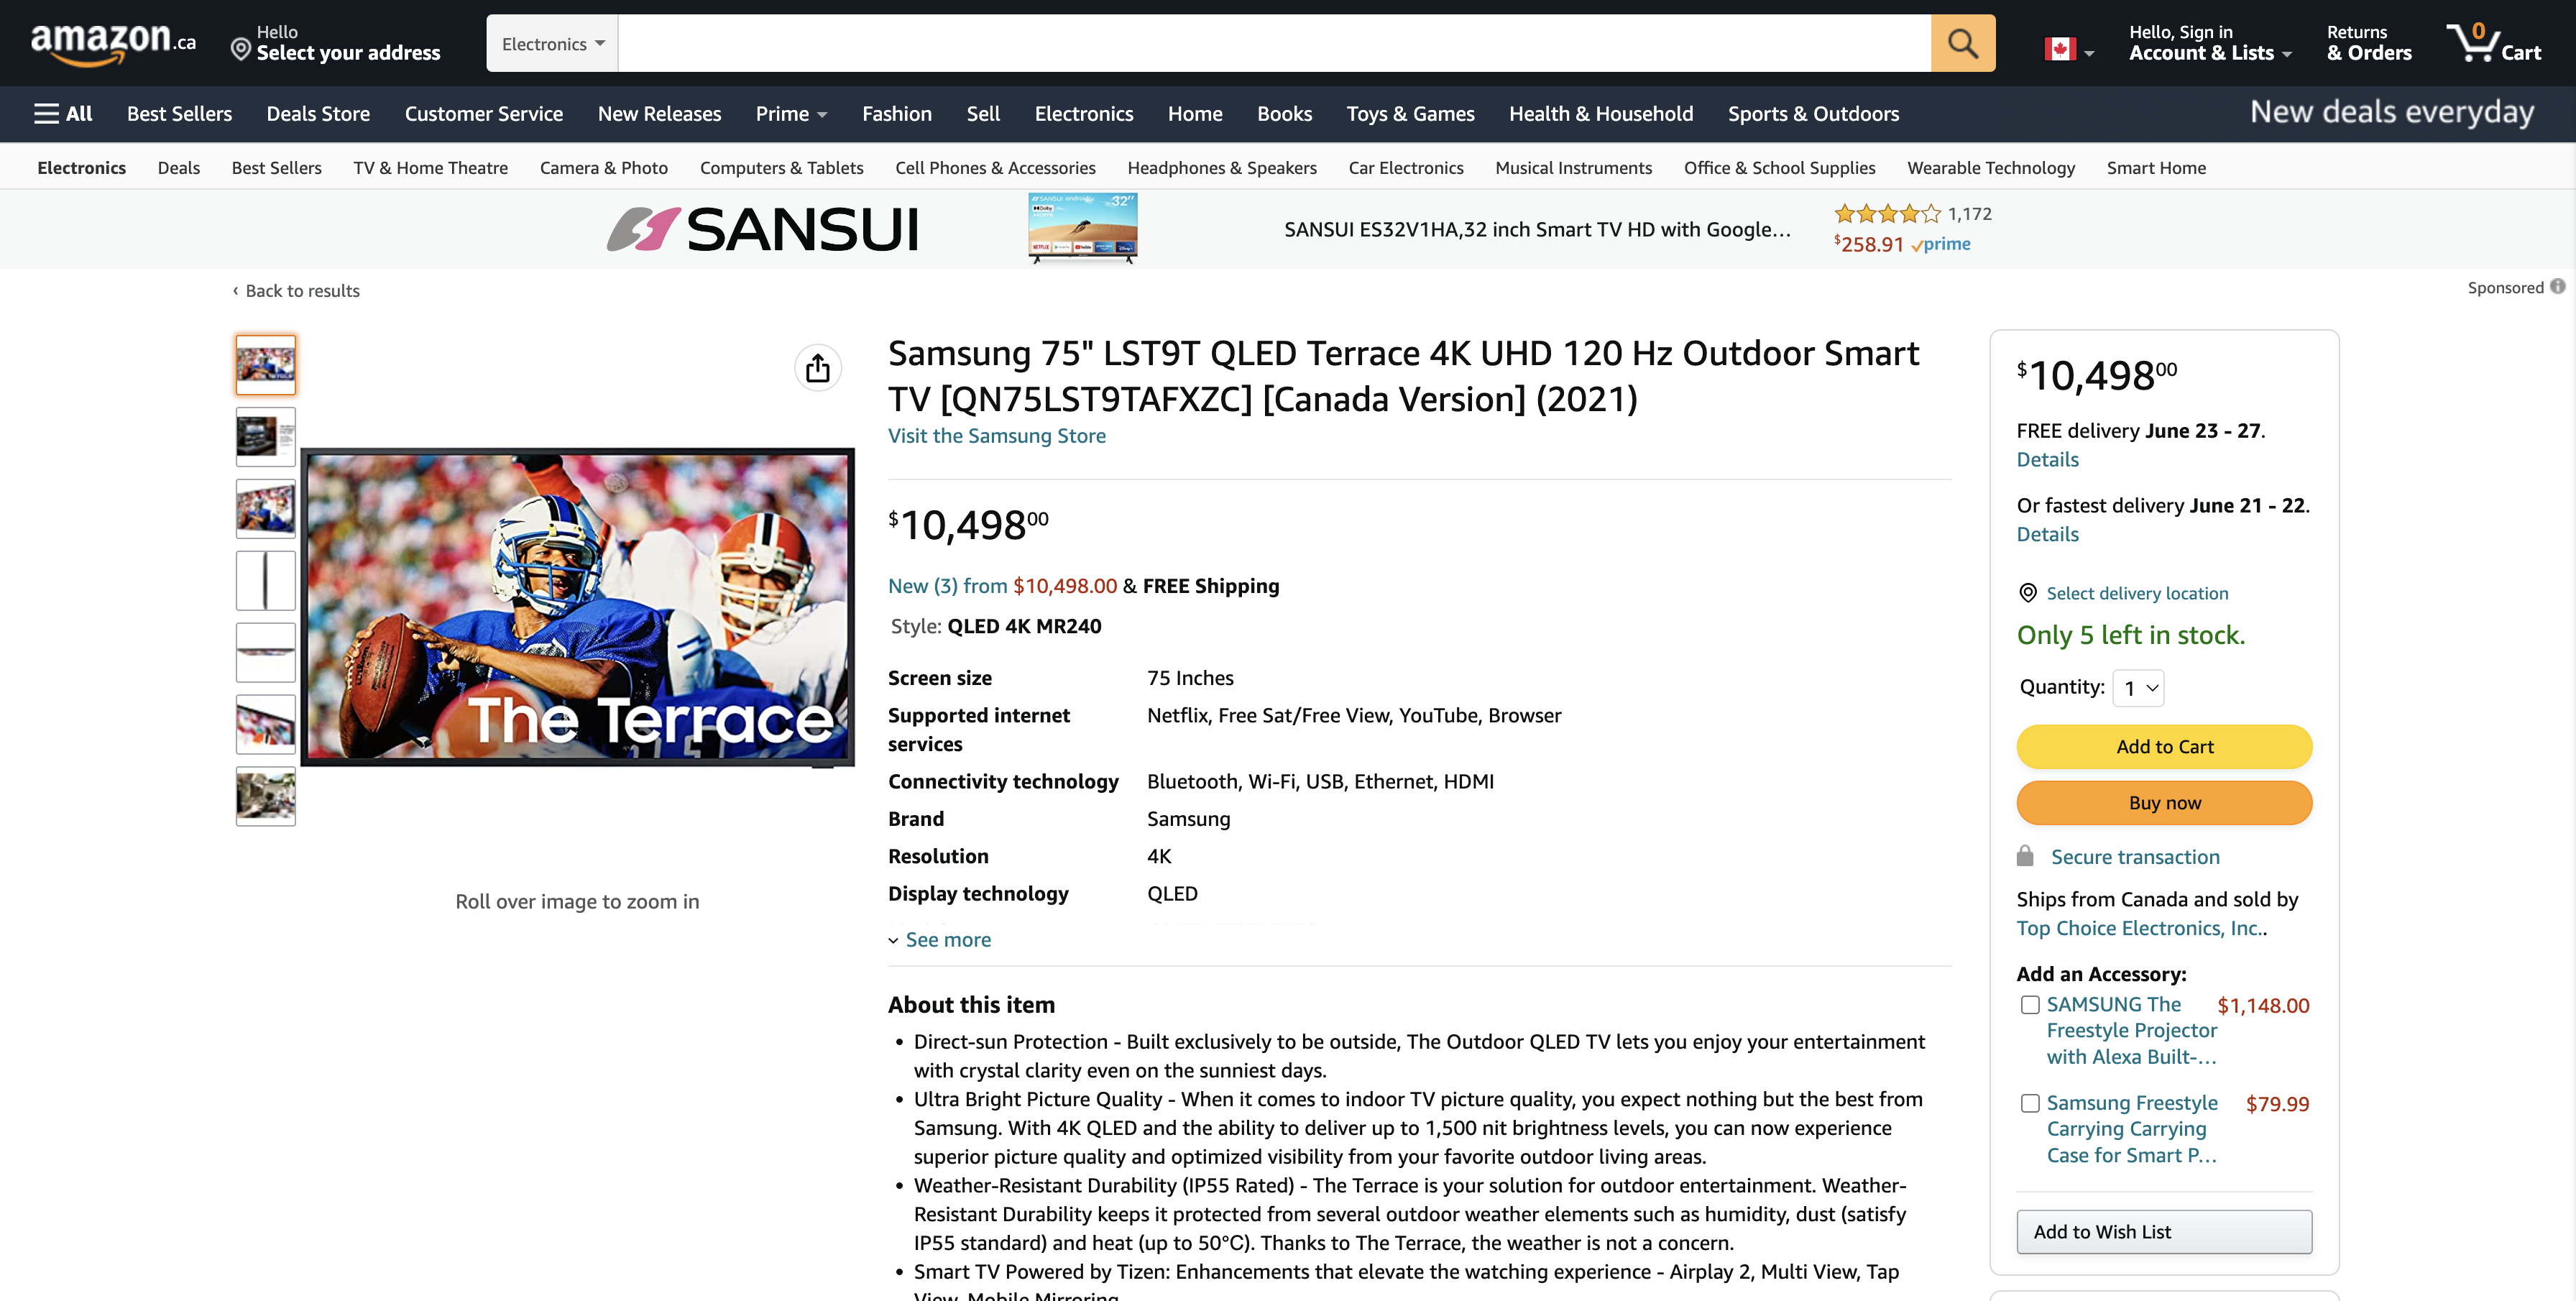 amazon.ca
Hello
Select your address
Electronics
Hello, Sign in
Account & Lists
Returns
& Orders
0
Cart
All
Best Sellers
Deals Store
Customer Service
New Releases
Prime
Fashion
Sell
Electronics
Home
Books
Toys & Games
Health & Household
Sports & Outdoors
New deals everyday
Electronics
Deals
Best Sellers
TV & Home Theatre
Camera & Photo
Computers & Tablets
Cell Phones & Accessories
Headphones & Speakers
Car Electronics
Musical Instruments
Office & School Supplies
Wearable Technology
Smart Home
SANSUI
32"
SANSUI ES32V1HA,32 inch Smart TV HD with Google...
1,172
$258.91 prime
‹ Back to results
Sponsored
Samsung 75" LST9T QLED Terrace 4K UHD 120 Hz Outdoor Smart
TV [QN75LST9TAFXZC] [Canada Version] (2021)
Visit the Samsung Store
$10,49800
New (3) from $10,498.00 & FREE Shipping
Style: QLED 4K MR240
Screen size 75 Inches
Supported internet services Netflix, Free Sat/Free View, YouTube, Browser
Connectivity technology Bluetooth, Wi-Fi, USB, Ethernet, HDMI
Brand Samsung
Resolution 4K
Display technology QLED
See more
The Terrace
Roll over image to zoom in
About this item
• Direct-sun Protection - Built exclusively to be outside, The Outdoor QLED TV lets you enjoy your entertainment
with crystal clarity even on the sunniest days.
• Ultra Bright Picture Quality - When it comes to indoor TV picture quality, you expect nothing but the best from
Samsung. With 4K QLED and the ability to deliver up to 1,500 nit brightness levels, you can now experience
superior picture quality and optimized visibility from your favorite outdoor living areas.
• Weather-Resistant Durability (IP55 Rated) - The Terrace is your solution for outdoor entertainment. Weather-
Resistant Durability keeps it protected from several outdoor weather elements such as humidity, dust (satisfy
IP55 standard) and heat (up to 50°C). Thanks to The Terrace, the weather is not a concern.
• Smart TV Powered by Tizen: Enhancements that elevate the watching experience - Airplay 2, Multi View, Tap
View, Mobile Mirroring
$10,49800
FREE delivery June 23 - 27.
Details
Or fastest delivery June 21 - 22.
Details
Select delivery location
Only 5 left in stock.
Quantity: 1
Add to Cart
Buy now
Secure transaction
Ships from Canada and sold by
Top Choice Electronics, Inc..
Add an Accessory:
SAMSUNG The $1,148.00
Freestyle Projector
with Alexa Built-...
Samsung Freestyle $79.99
Carrying Carrying
Case for Smart P...
Add to Wish List